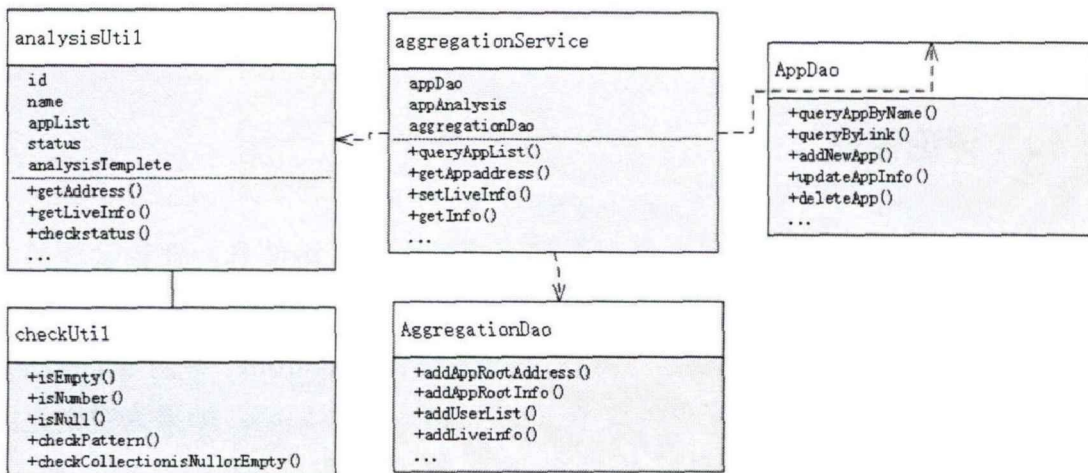 analysisUtil
id
name
appList
status
analysisTemplete
+getAddress()
+getLiveInfo()
+checkstatus()
...
aggregationService
appDao
appAnalysis
aggregationDao
+queryAppList()
+getAppaddress()
+setLiveInfo()
+getInfo()
...
AppDao
+queryAppByName()
+queryByLink()
+addNewApp()
+updateAppInfo()
+deleteApp()
...
checkUtil
+isEmpty()
+isNumber()
+isNull()
+checkPattern()
+checkCollectionisNullorEmpty()
AggregationDao
+addAppRootAddress()
+addAppRootInfo()
+addUserList()
+addLiveinfo()
...